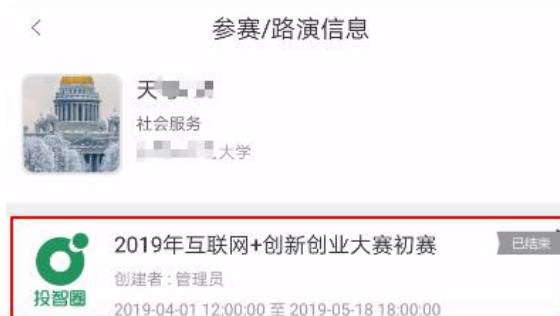 参赛/路演信息
天
社会服务
大学
2019年互联网+创新创业大赛初赛
已结束
创建者：管理员
投智圈
2019-04-01 12:00:00 至 2019-05-18 18:00:00